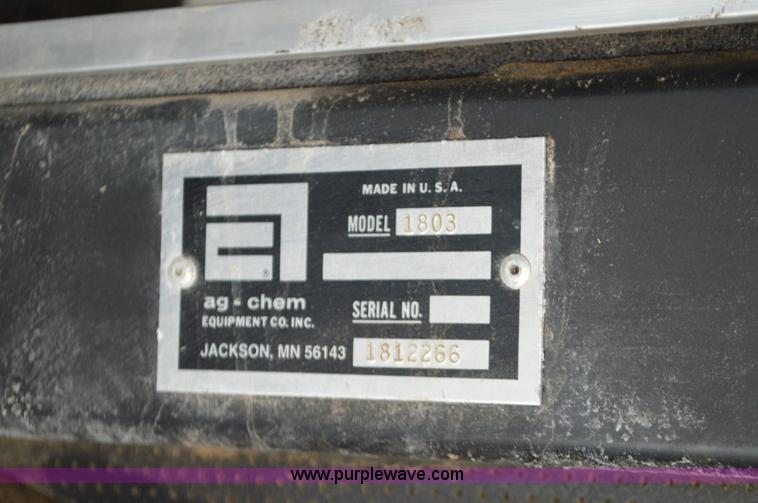 MADE IN U. S. A.
MODEL 1803
®
ag-chem
EQUIPMENT CO. INC.
SERIAL NO.
JACKSON, MN 56143 1812266
www.purplewave.com